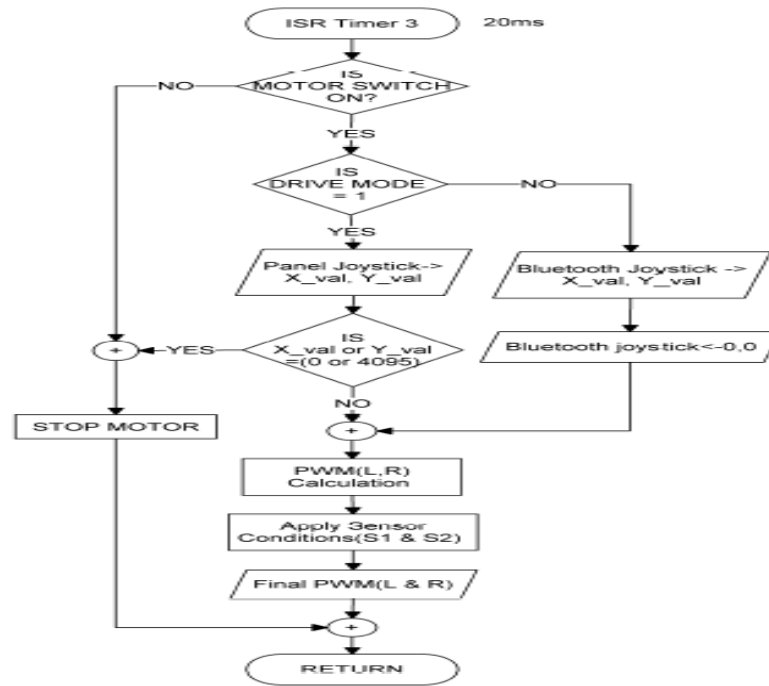 ISR Timer 3
20ms
IS
MOTOR SWITCH
ON?
NO
YES
IS
DRIVE MODE
= 1
NO
YES
Panel Joystick->
X_val, Y_val
Bluetooth Joystick ->
X_val, Y_val
IS
X_val or Y_val
=(0 or 4095)
YES
+
Bluetooth joystick<-0,0
NO
STOP MOTOR
+
PWM(L,R)
Calculation
Apply Sensor
Conditions(S1 & S2)
Final PWM(L & R)
+
RETURN